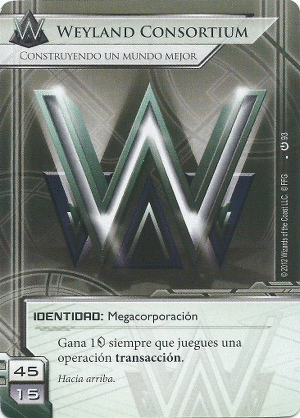 WEYLAND CONSORTIUM
CONSTRUYENDO UN MUNDO MEJOR
93
© 2012 Wizards of the Coast LLC. © FFG
IDENTIDAD: Megacorporación
Gana 1 siempre que juegues una
operación transacción.
Hacia arriba.
45
15